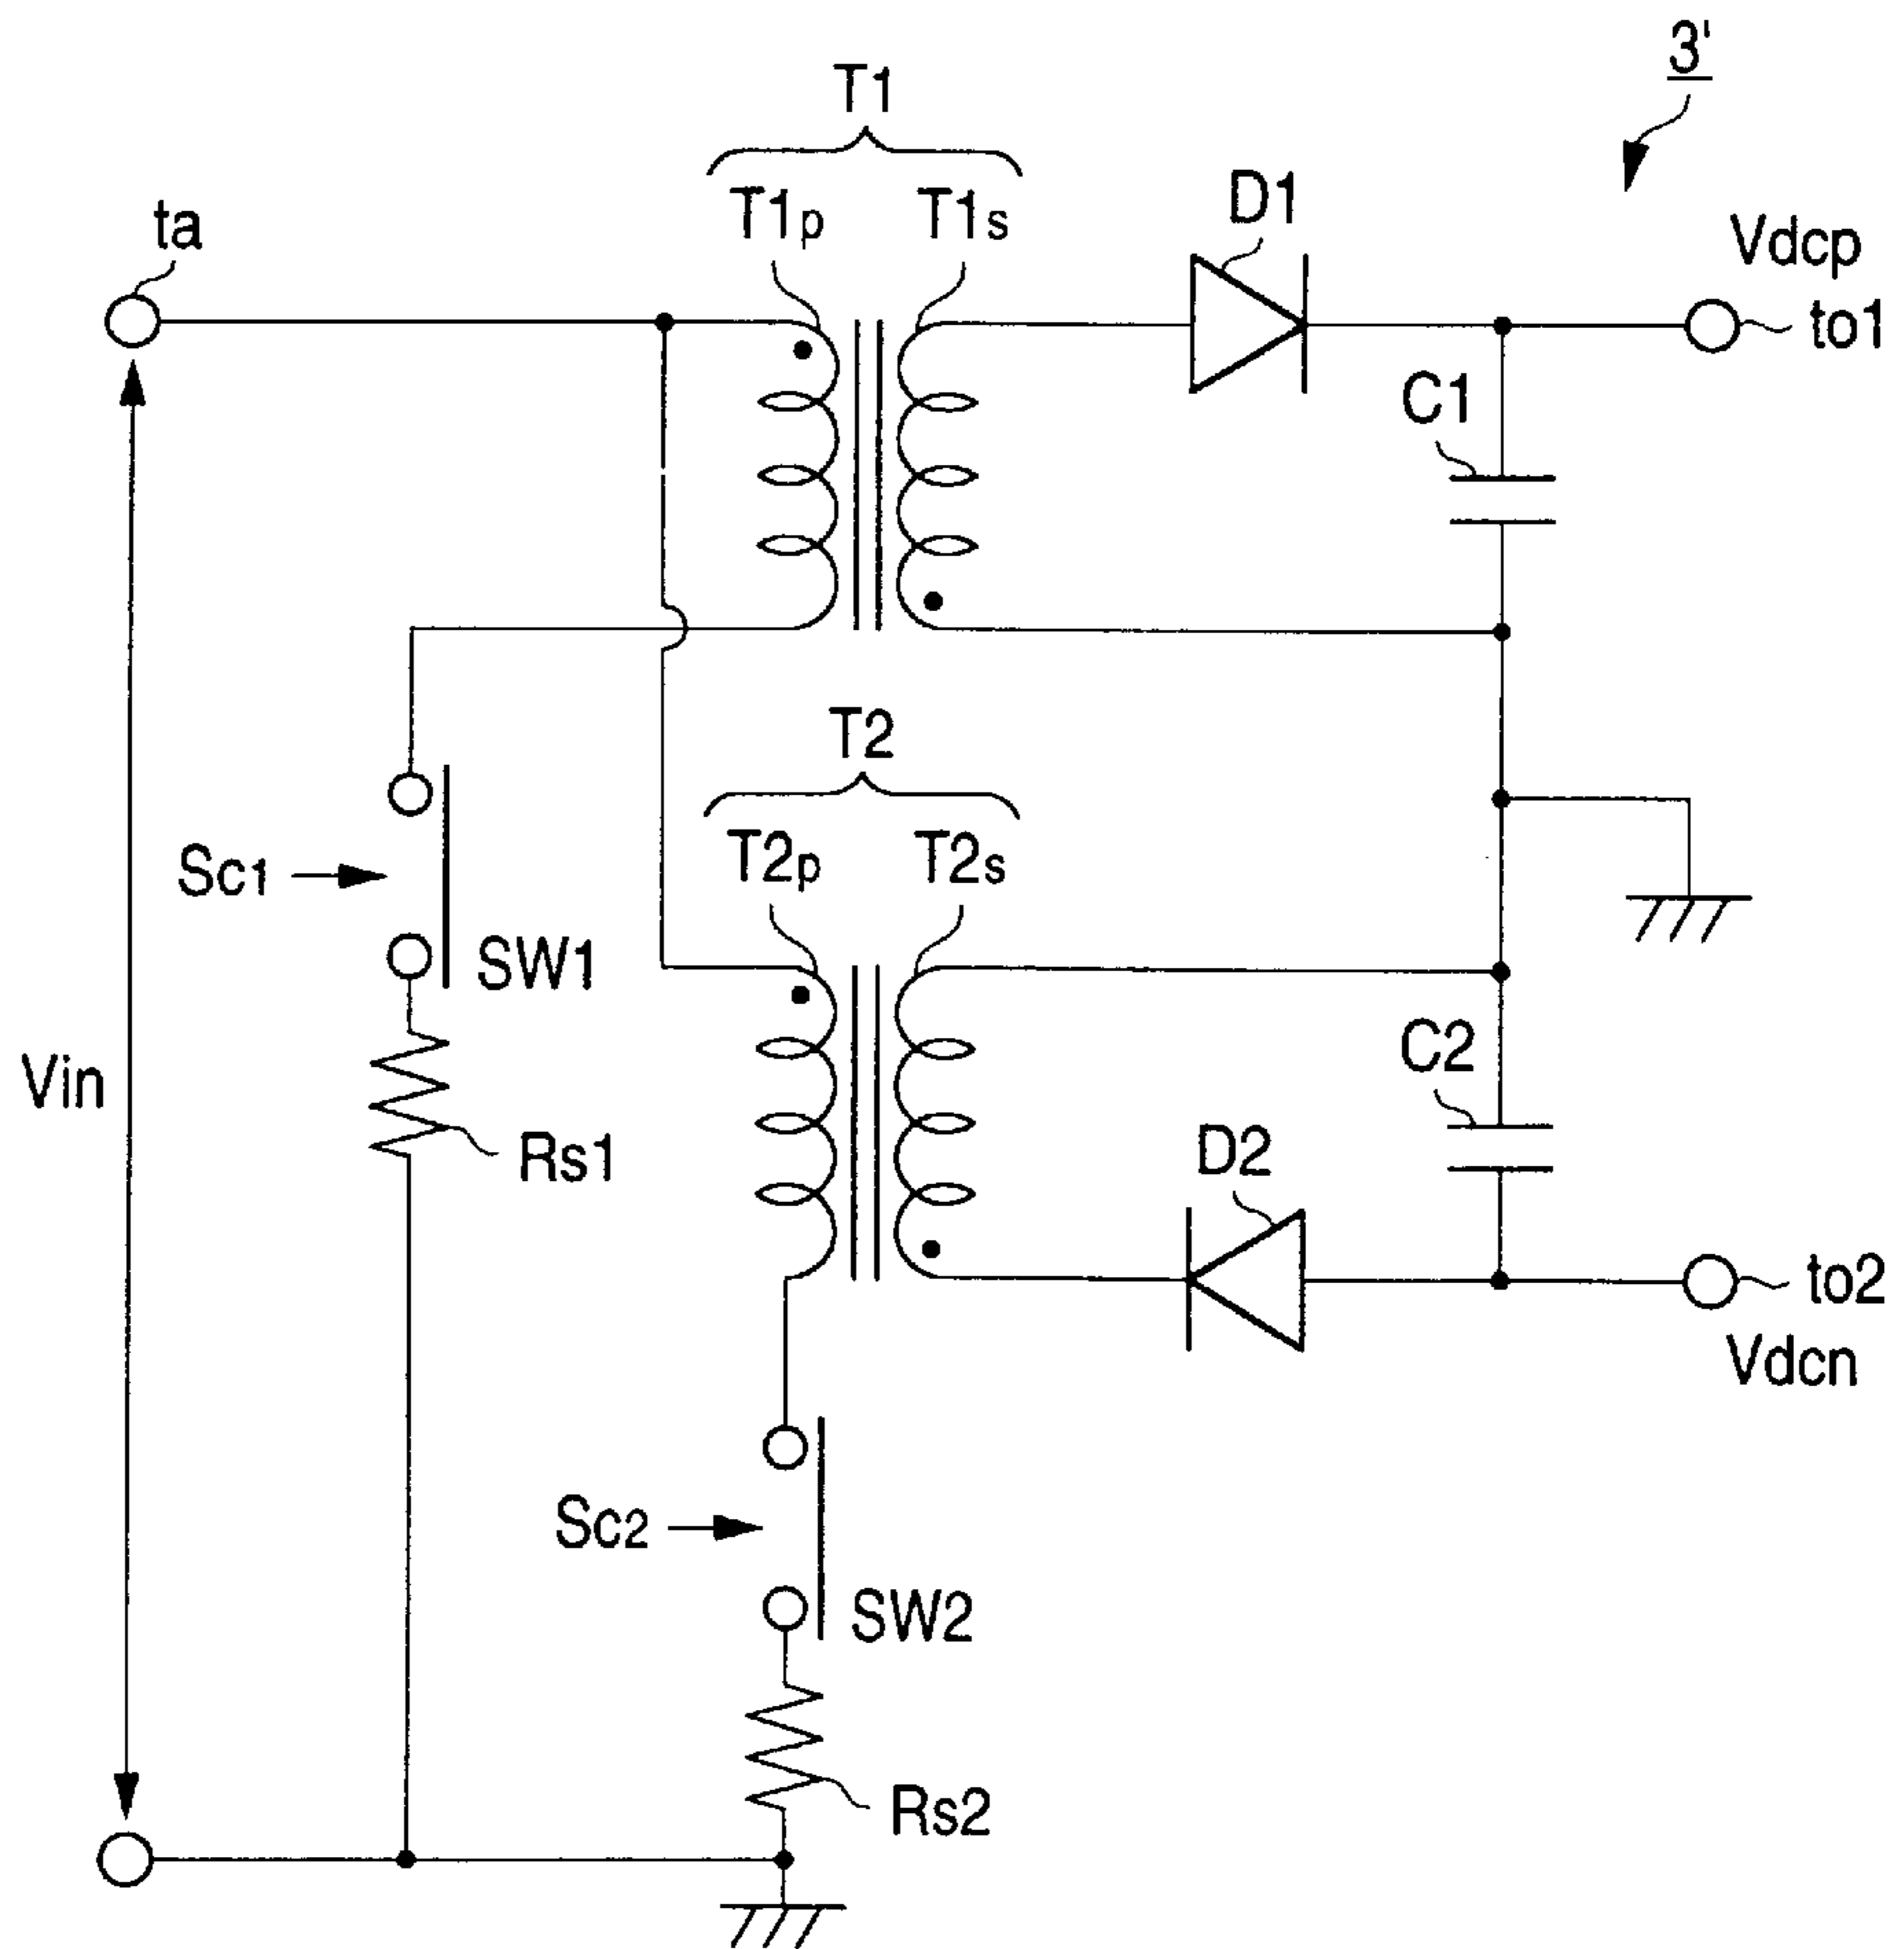 3'
T1
T1p T1s
D1
ta
Vdcp
to1
C1
T2
T2p T2s
Sc1
SW1
C2
Vin
Rs1
D2
to2
Vdcn
Sc2
SW2
Rs2